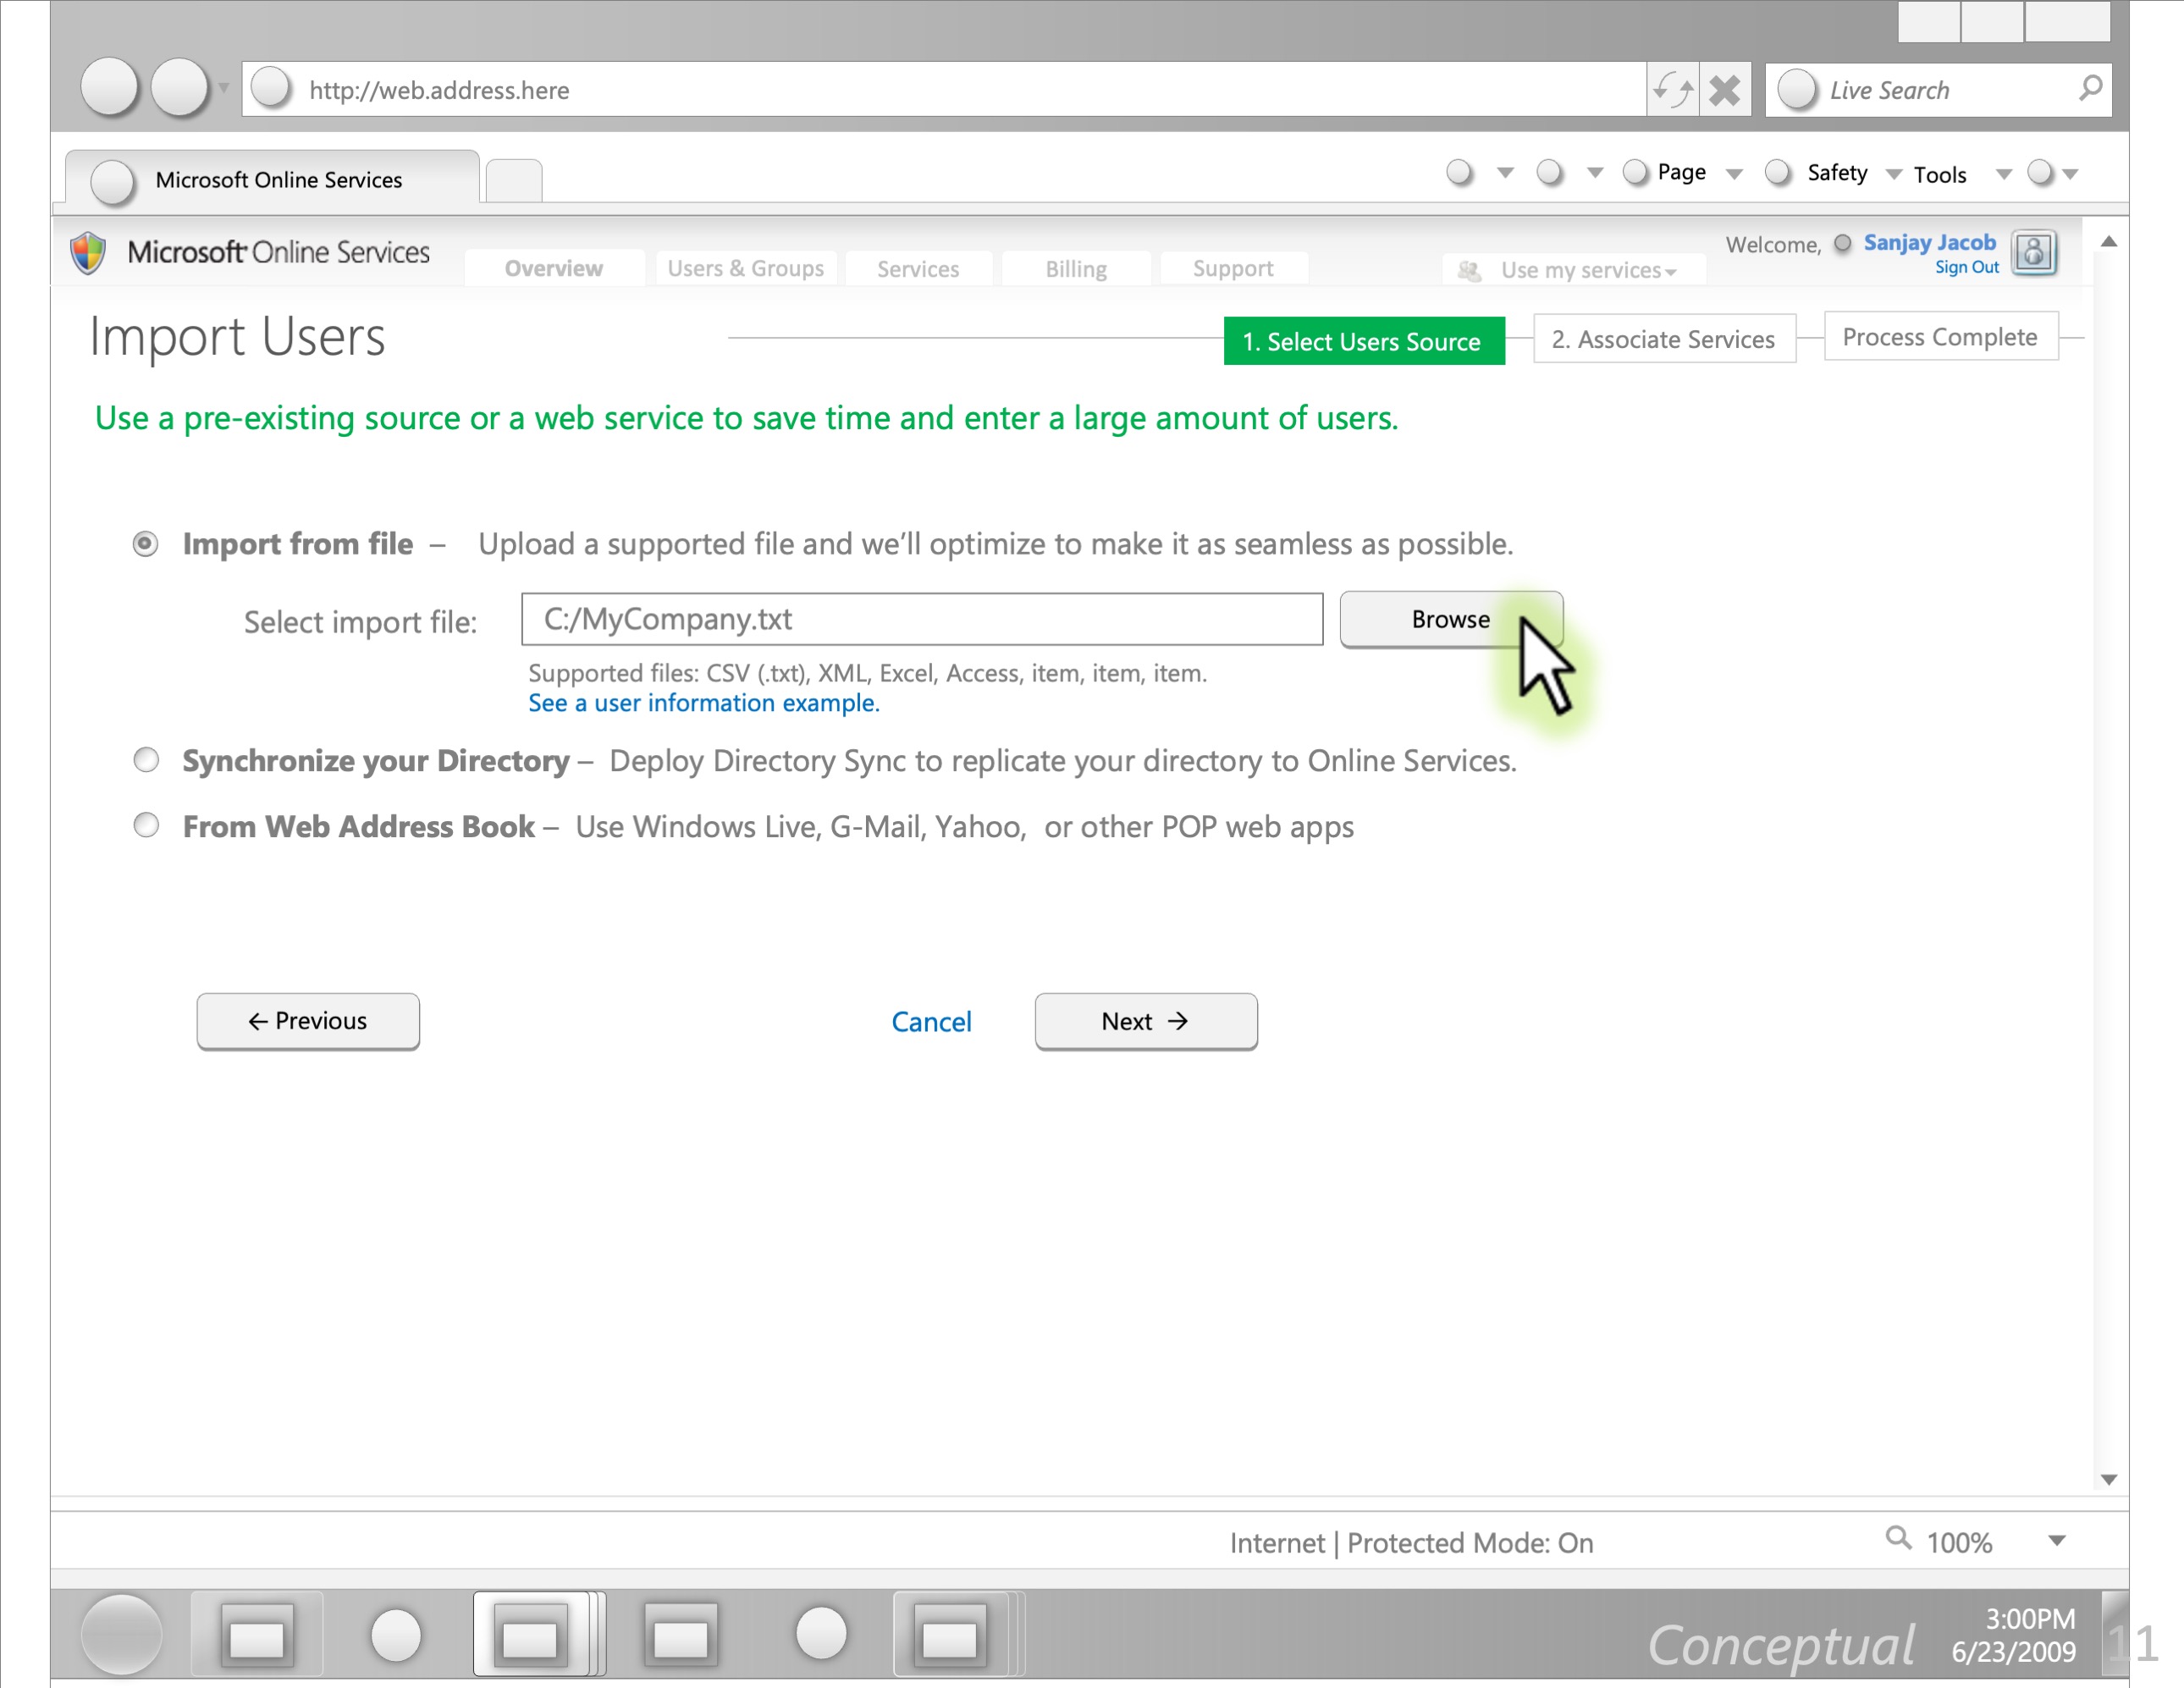 http://web.address.here
Live Search
Microsoft Online Services
Page
Safety
Tools
Microsoft Online Services
Overview
Users & Groups
Services
Billing
Support
Use my services
Welcome, Sanjay Jacob
Sign Out
Import Users
1. Select Users Source
2. Associate Services
Process Complete
Use a pre-existing source or a web service to save time and enter a large amount of users.
Import from file – Upload a supported file and we’ll optimize to make it as seamless as possible.
Select import file: C:/MyCompany.txt Browse
Supported files: CSV (.txt), XML, Excel, Access, item, item, item.
See a user information example.
Synchronize your Directory – Deploy Directory Sync to replicate your directory to Online Services.
From Web Address Book – Use Windows Live, G-Mail, Yahoo, or other POP web apps
← Previous
Cancel
Next →
Internet | Protected Mode: On
100%
Conceptual
3:00PM
6/23/2009
11